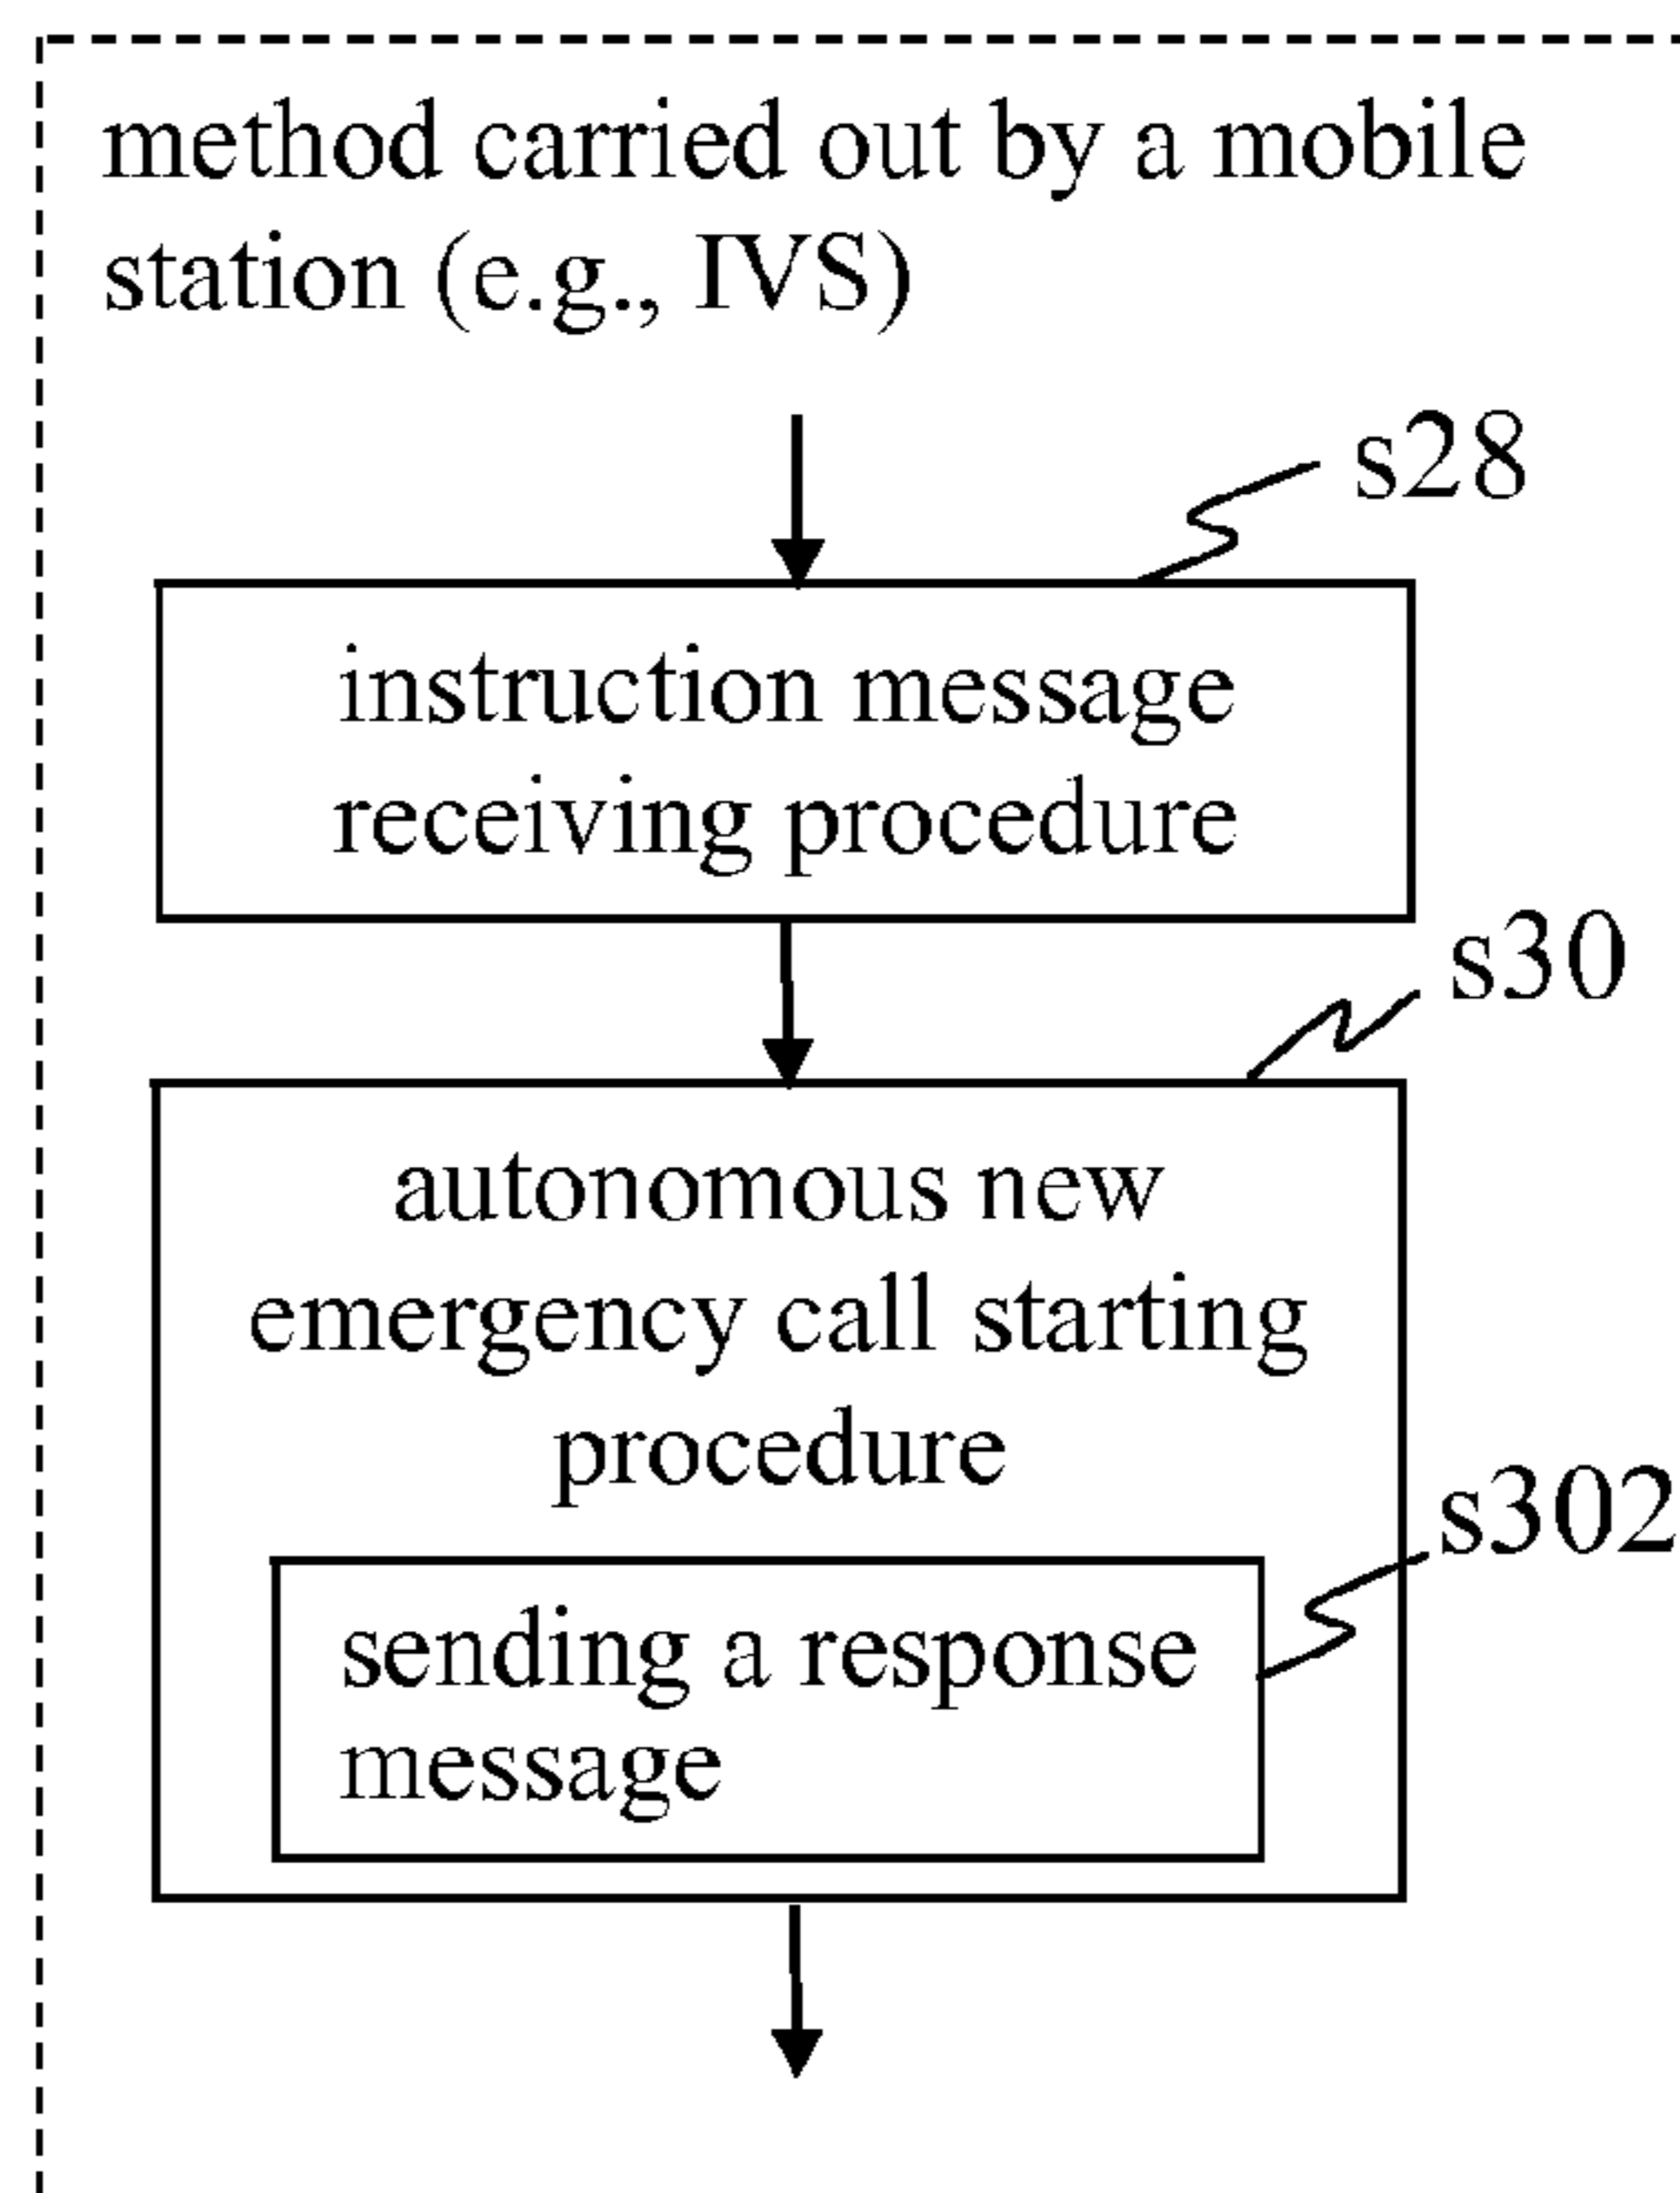 method carried out by a mobile
station (e.g., IVS)
s28
instruction message
receiving procedure
s30
autonomous new
emergency call starting
procedure
s302
sending a response
message